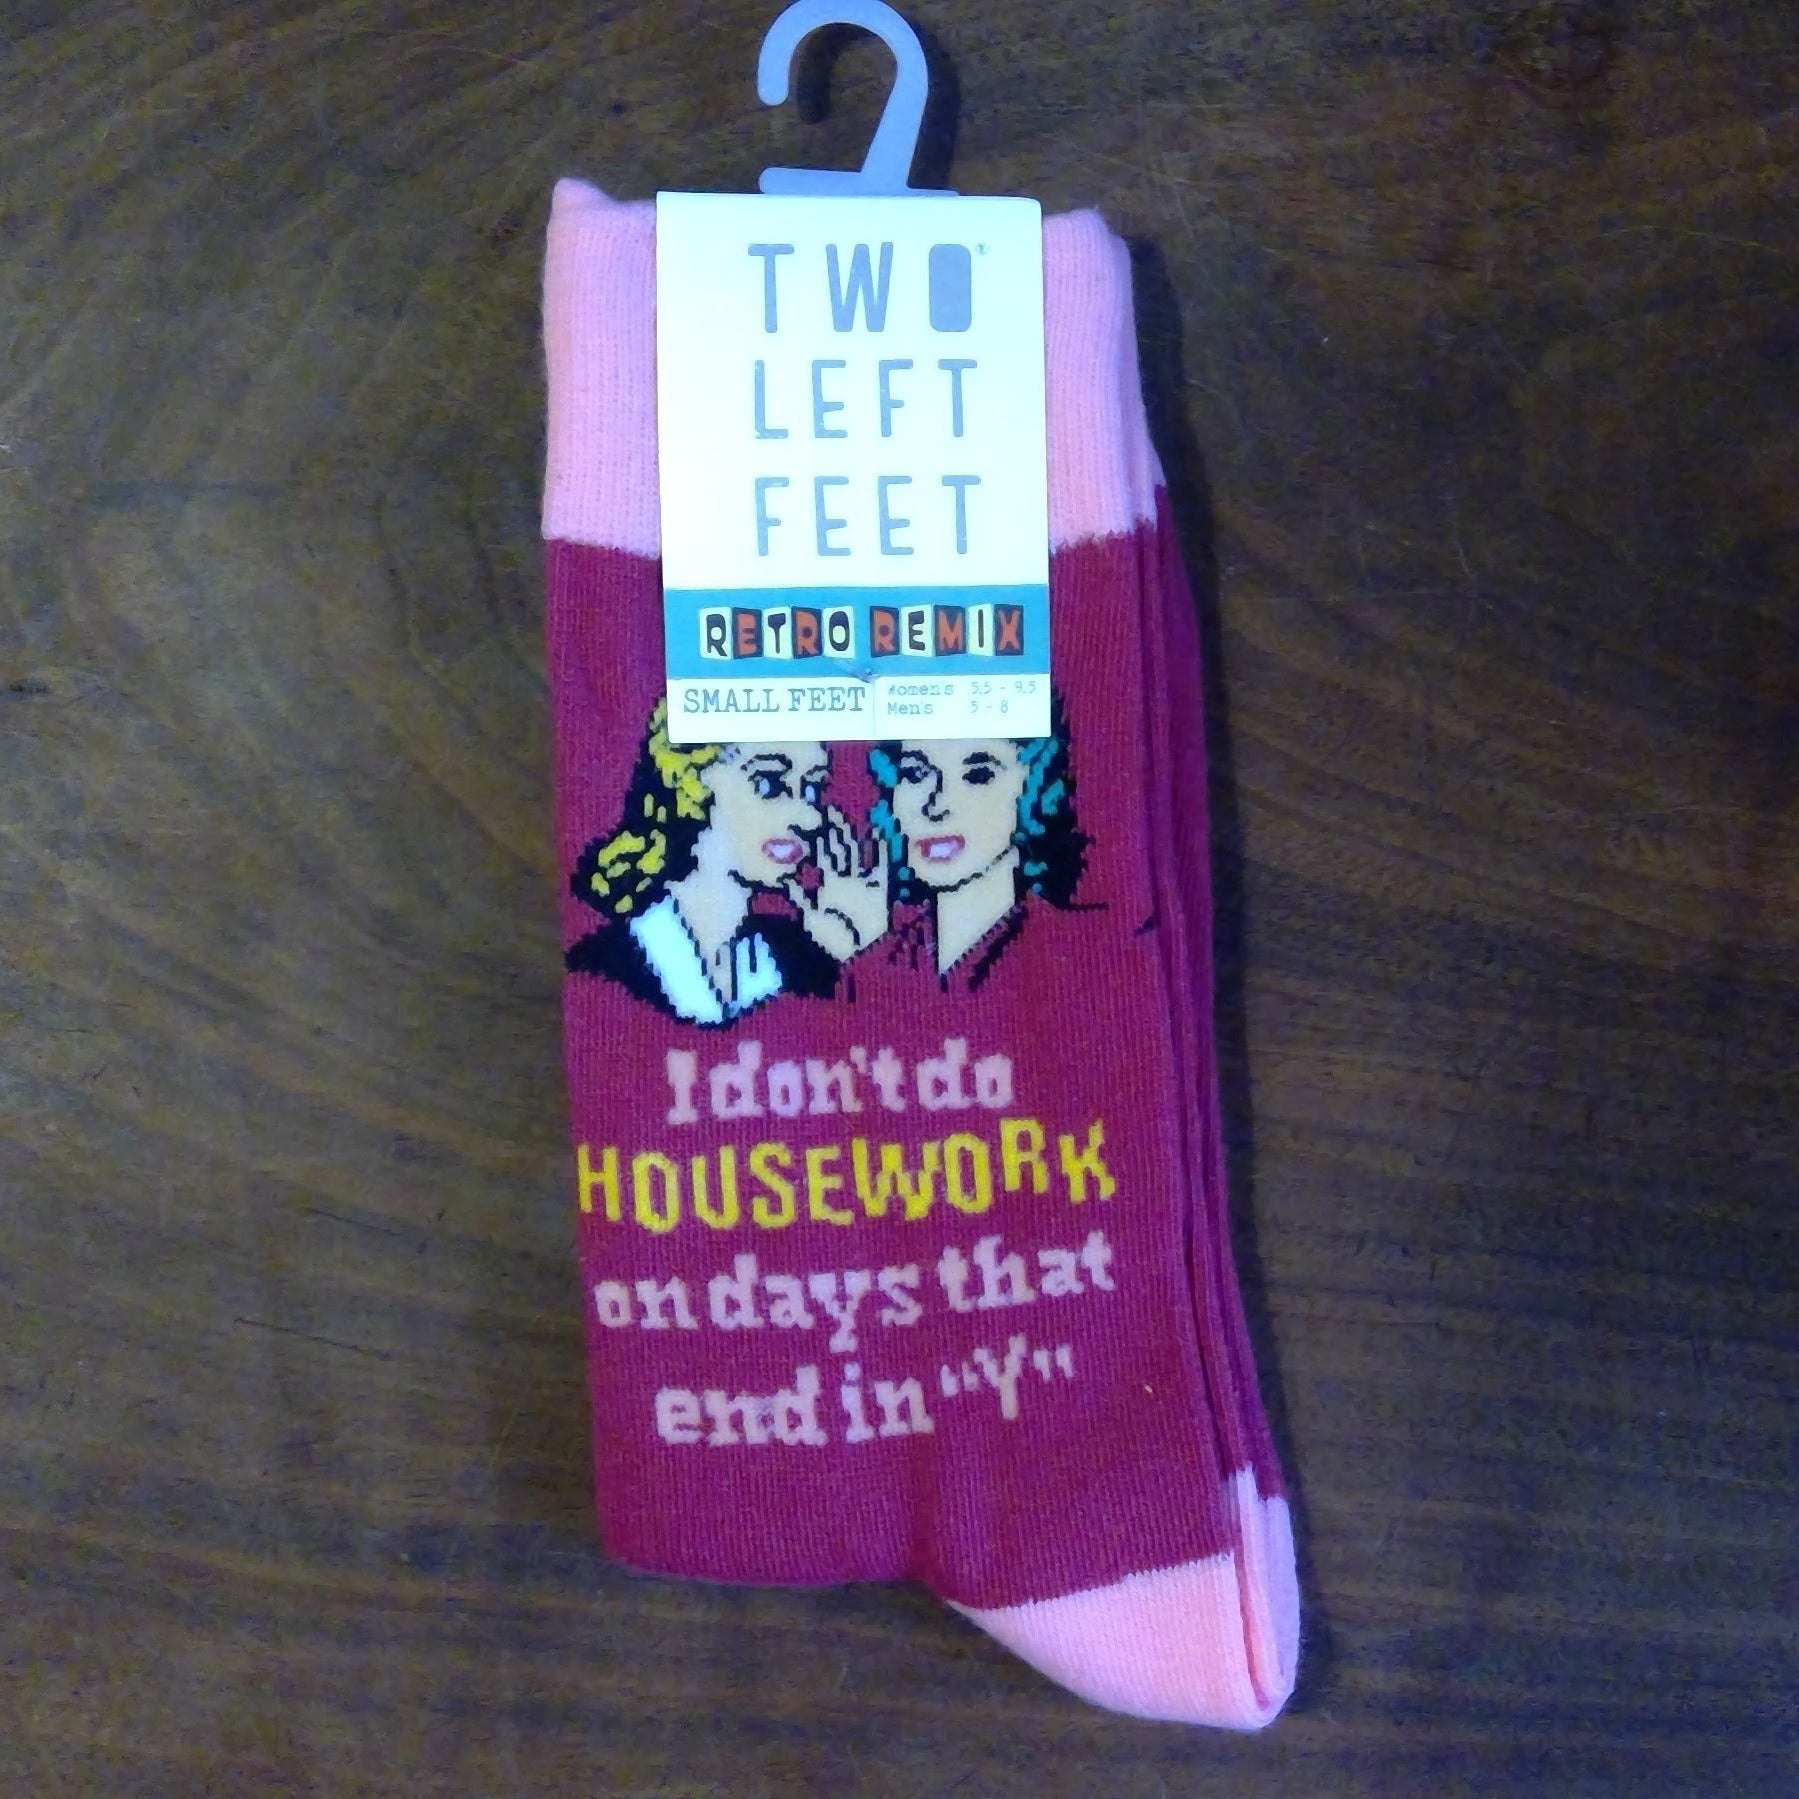 TWO®
LEFT
FEET
RETRO REMIX
SMALL FEET
Women's 5.5 - 9.5
Men's 5 - 8
I don't do
HOUSEWORK
on days that
end in "Y"